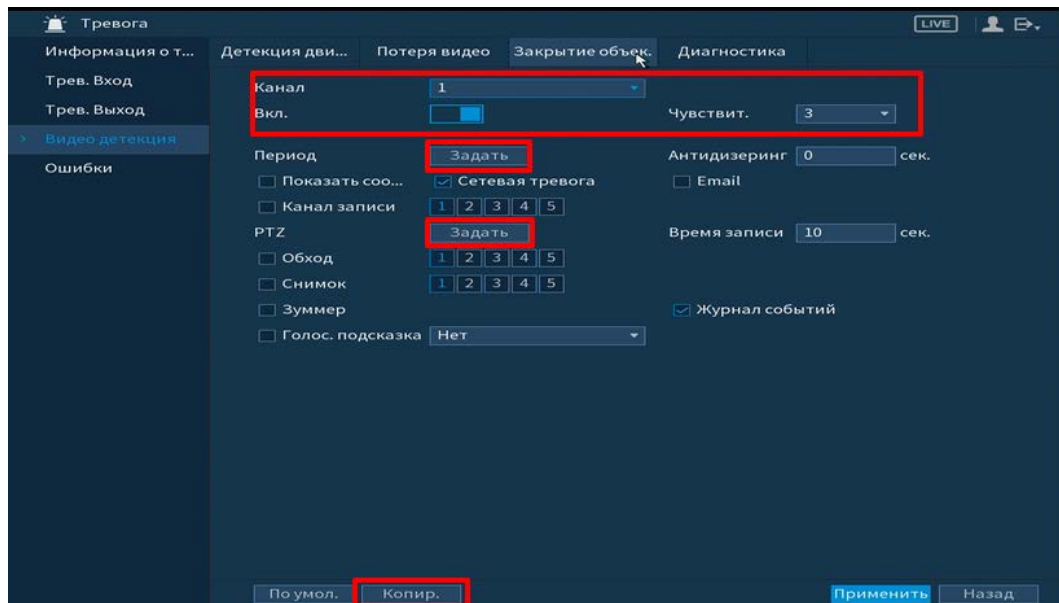 Тревога LIVE
Информация о т... Детекция дви... Потеря видео Закрытие объек. Диагностика
Трев. Вход
Канал 1
Трев. Выход
Вкл. Чувствит. 3
Видео детекция
Период Задать Антидизеринг 0 сек.
Ошибки
Показать соо... Сетевая тревога Email
Канал записи 1 2 3 4 5
PTZ Задать Время записи 10 сек.
Обход 1 2 3 4 5
Снимок 1 2 3 4 5
Зуммер Журнал событий
Голос. подсказка Нет
По умол. Копир. Применить Назад